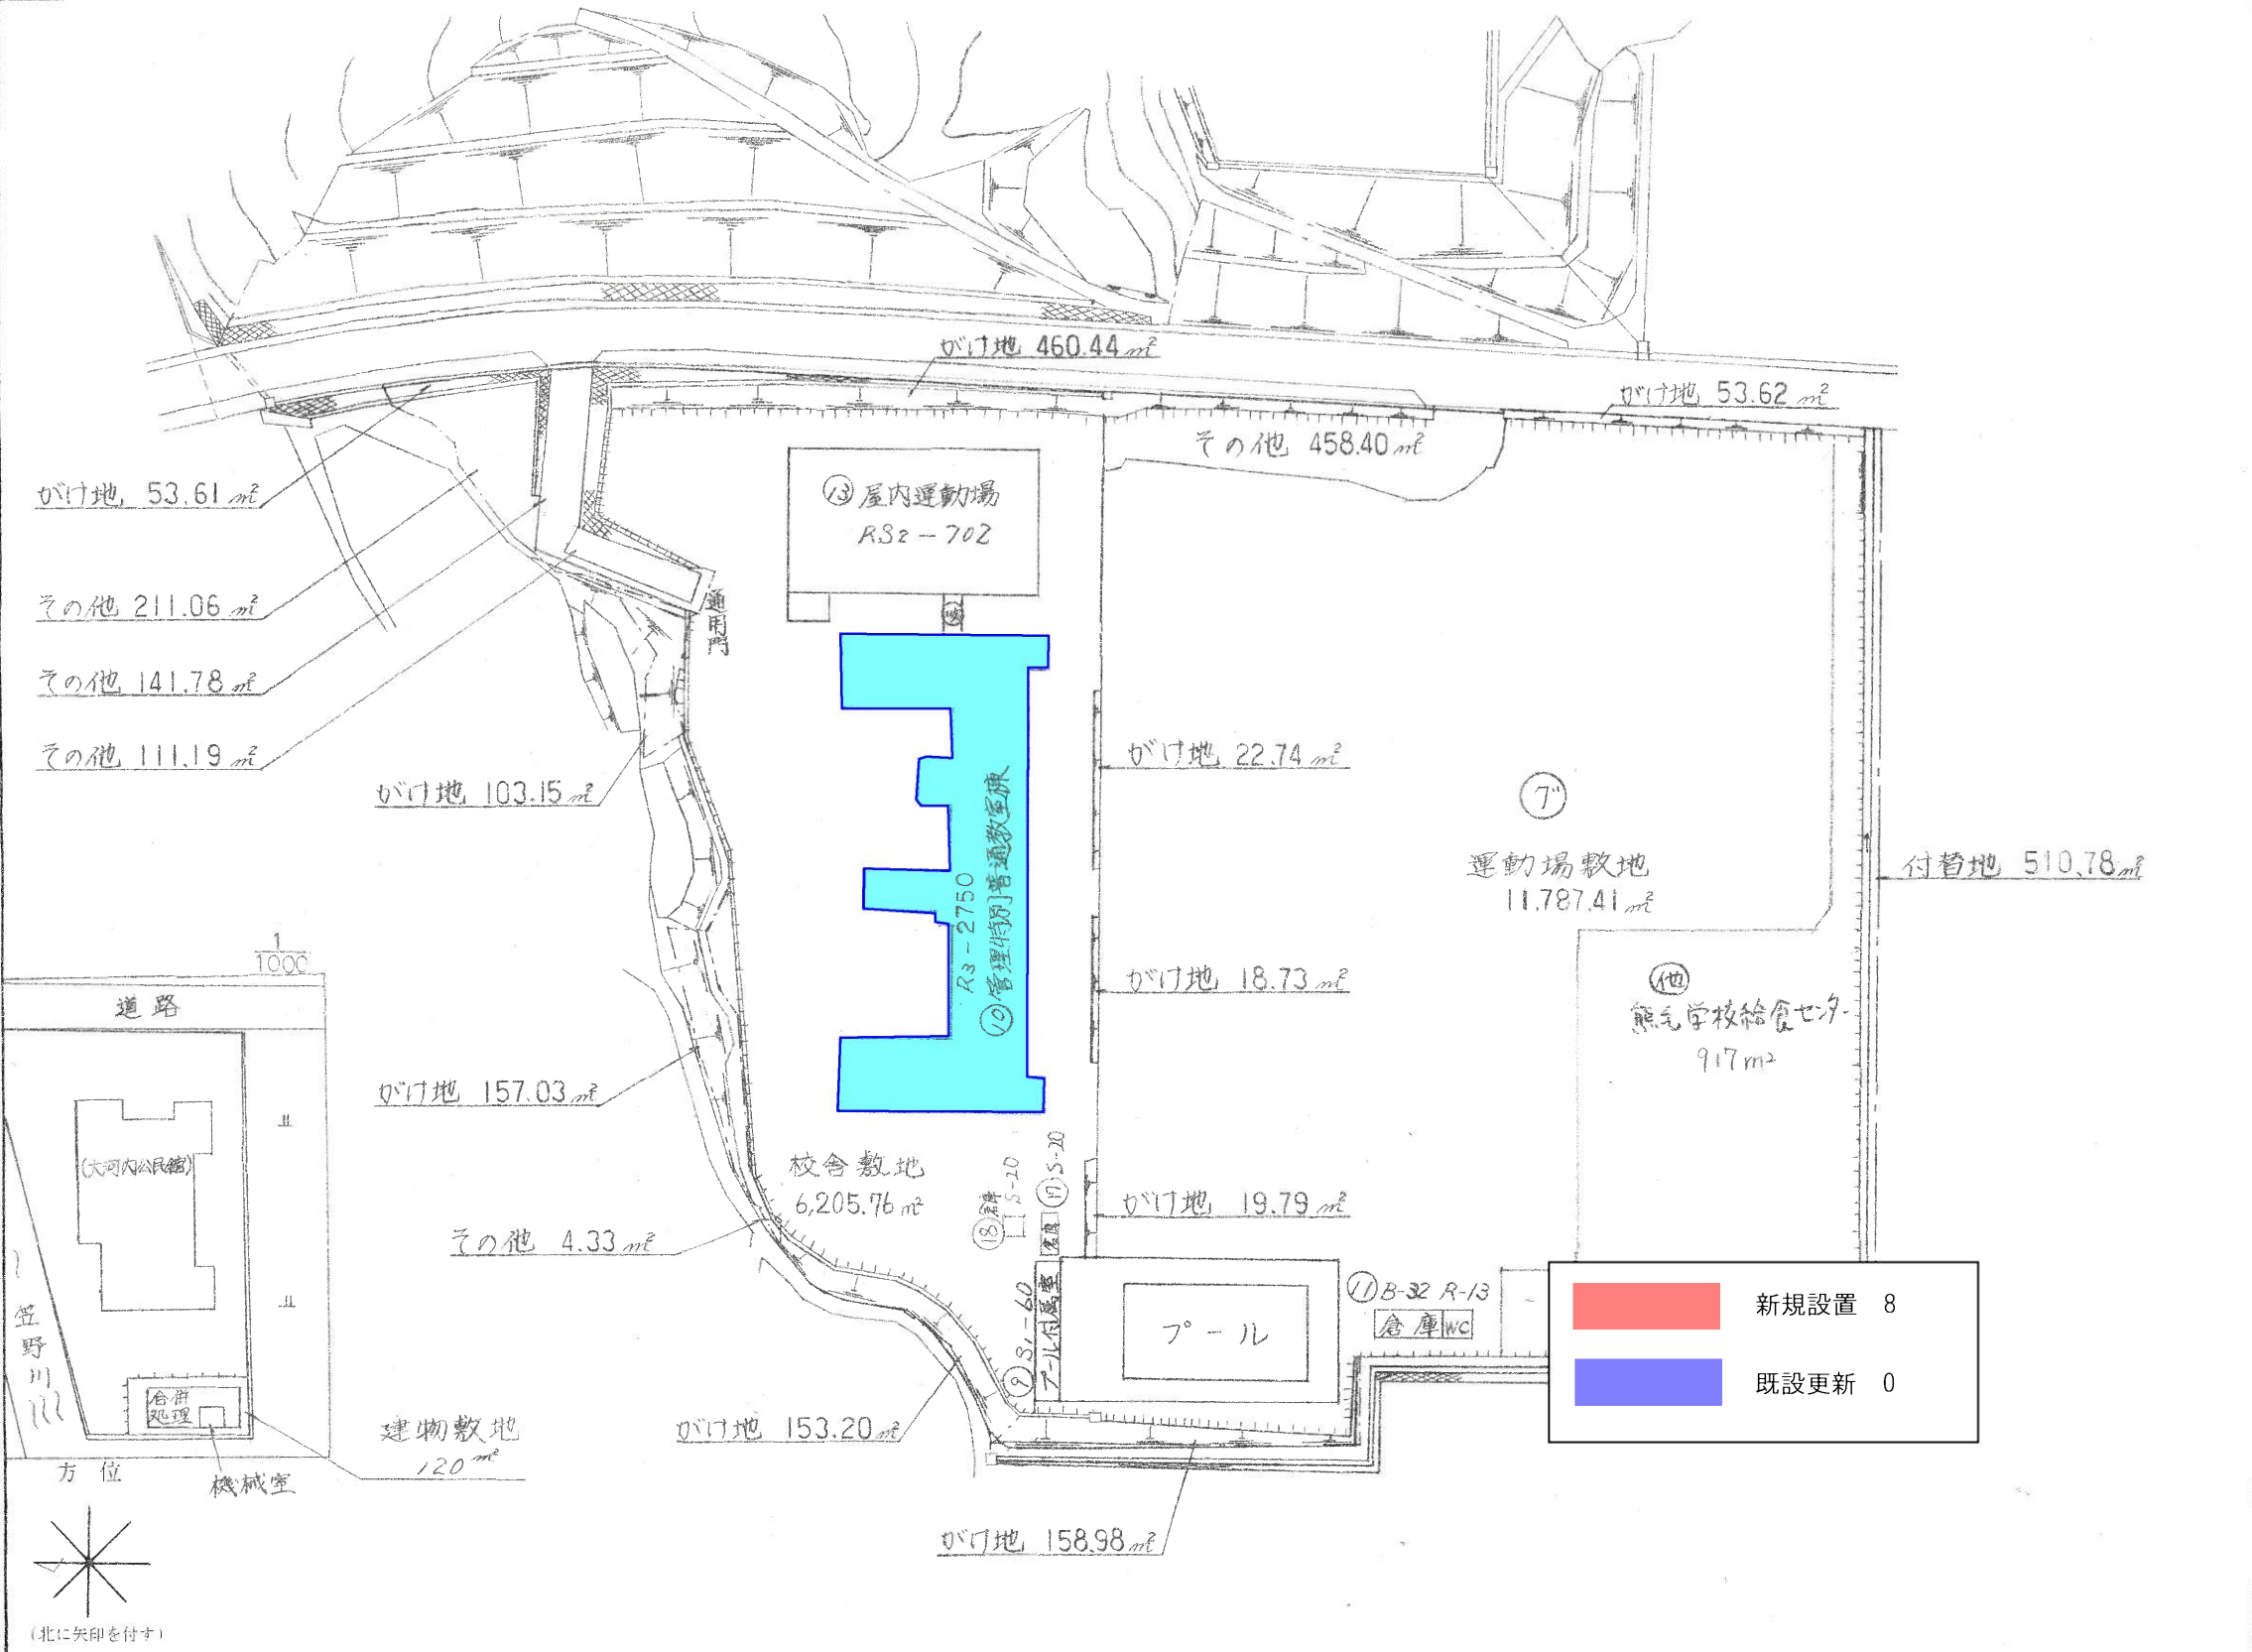 がけ地 460.44㎡
がけ地 53.62㎡
その他 458.40㎡
がけ地 53.61㎡
⑬屋内運動場
RS2-702
その他 211.06㎡
通用門
その他 141.78㎡
その他 111.19㎡
がけ地 22.74㎡
がけ地 103.15㎡
グ
運動場敷地
11,787.41㎡
付替地 510.78㎡
R3-2750
⑩管理特別普通教室棟
1/1000
道路
がけ地 18.73㎡
他
熊毛学校給食センター
917m²
がけ地 157.03㎡
(大河内公民館)
校舎敷地
6,205.76㎡
⑱倉庫
S-20
⑰S-20
倉庫
がけ地 19.79㎡
その他 4.33㎡
⑨S1-60
プール付属室
プール
⑪B-32 R-13
倉庫 WC
新規設置 8
既設更新 0
笠野川
合併
処理
建物敷地
120㎡
がけ地 153.20㎡
方位
機械室
がけ地 158.98㎡
(北に矢印を付す)